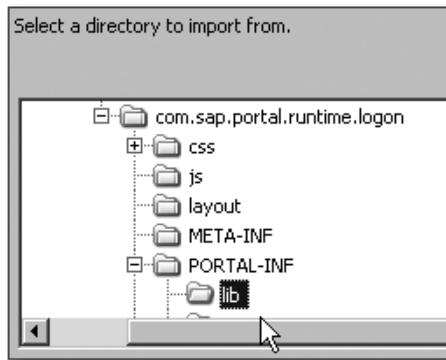 Select a directory to import from.
com.sap.portal.runtime.logon
css
js
layout
META-INF
PORTAL-INF
lib